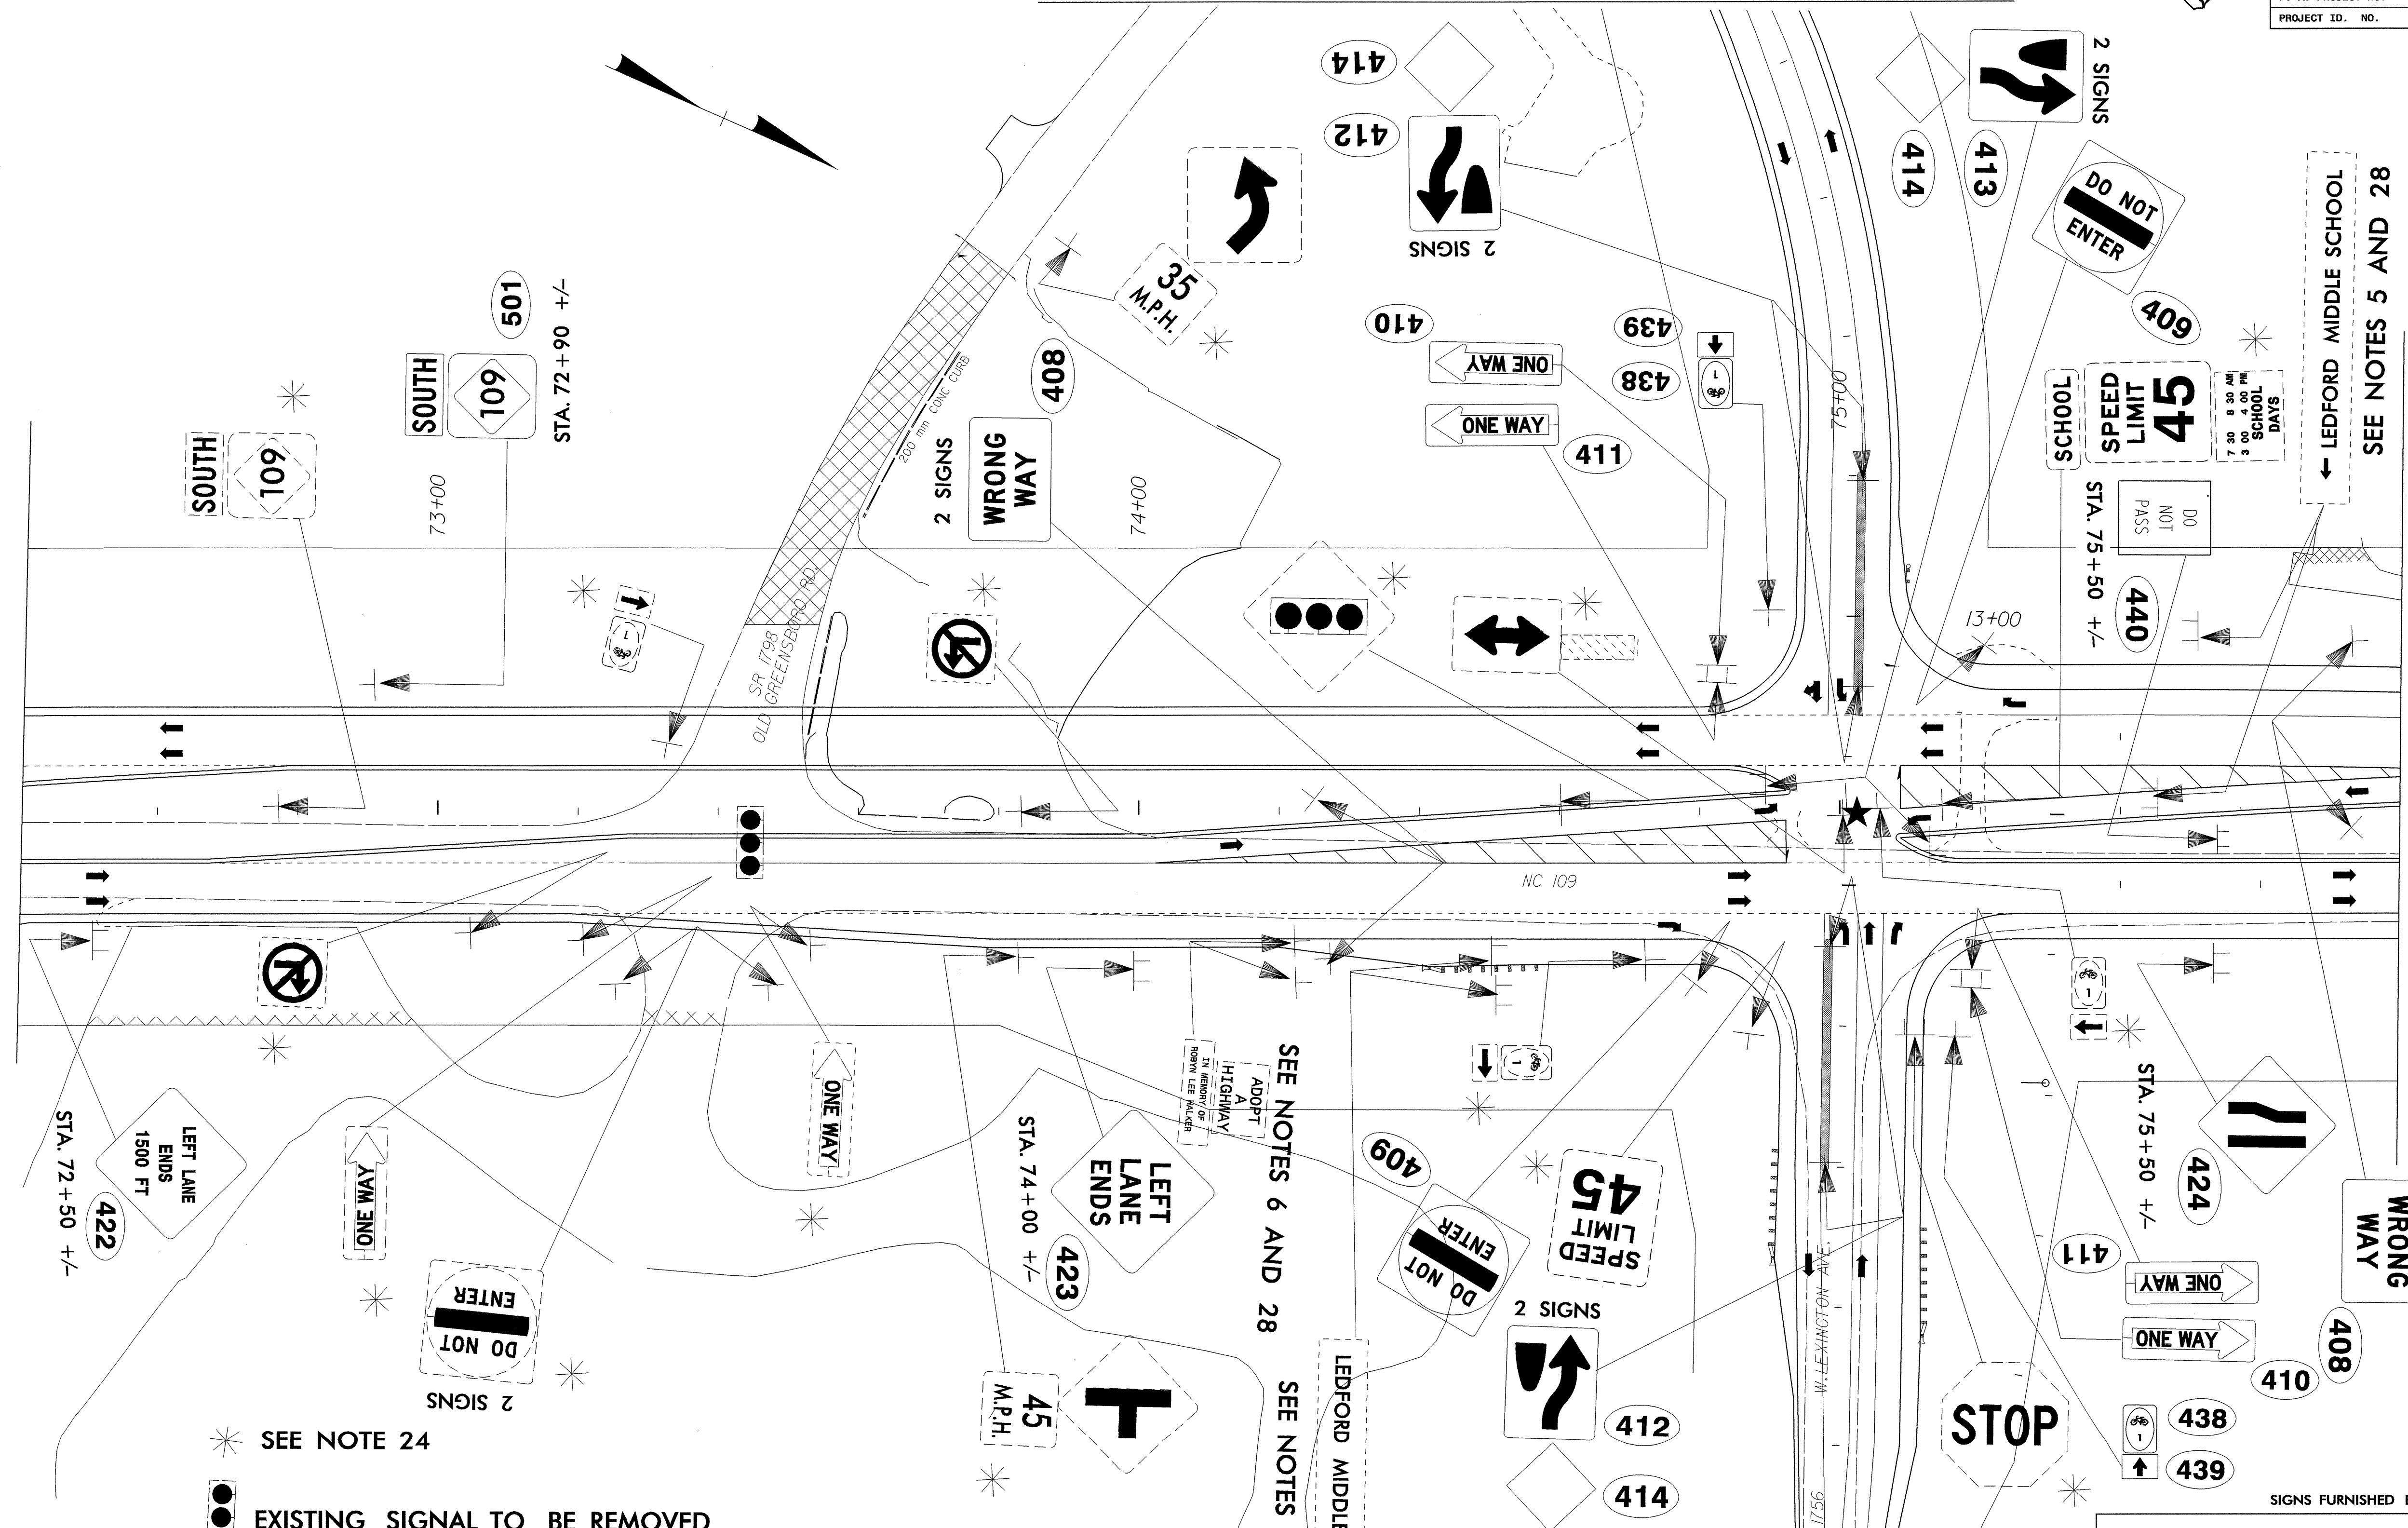 PROJECT ID. NO.
414
412
2 SIGNS
35
M.P.H.
414
413
2 SIGNS
DO NOT
ENTER
409
← LEDFORD MIDDLE SCHOOL
SEE NOTES 5 AND 28
501
SOUTH
109
STA. 72+90 +/-
SOUTH
109
73+00
408
2 SIGNS
WRONG
WAY
200 mm CONC CURB
74+00
410
ONE WAY
ONE WAY
411
439
438
1
75+00
SCHOOL
SPEED
LIMIT
45
7 30 8 30 AM
3 00 4 00 PM
SCHOOL
DAYS
STA. 75+50 +/-
DO
NOT
PASS
440
13+00
1
SR 1798
OLD GREENSBORO RD.
NC 109
STA. 72+50 +/-
LEFT LANE
ENDS
1500 FT
422
ONE WAY
ONE WAY
DO NOT
ENTER
2 SIGNS
STA. 74+00 +/-
LEFT
LANE
ENDS
423
ADOPT
A
HIGHWAY
IN MEMORY OF
ROBYN LEE HALKER
SEE NOTES 6 AND 28
45
M.P.H.
SEE NOTES
LEDFORD MIDDLE
1
409
DO NOT
ENTER
SPEED
LIMIT
45
2 SIGNS
412
414
W. LEXINGTON AVE.
1756
1
STA. 75+50 +/-
424
411
ONE WAY
ONE WAY
410
WRONG
WAY
408
STOP
1
438
439
SEE NOTE 24
EXISTING SIGNAL TO BE REMOVED
SIGNS FURNISHED